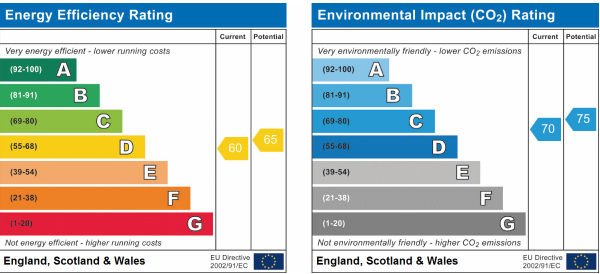 Energy Efficiency Rating
Current Potential
Very energy efficient - lower running costs
(92-100) A
(81-91) B
(69-80) C
(55-68) D
(39-54) E
(21-38) F
(1-20) G
60
65
Not energy efficient - higher running costs
England, Scotland & Wales
EU Directive
2002/91/EC
Environmental Impact (CO2) Rating
Current Potential
Very environmentally friendly - lower CO2 emissions
(92-100) A
(81-91) B
(69-80) C
(55-68) D
(39-54) E
(21-38) F
(1-20) G
70
75
Not environmentally friendly - higher CO2 emissions
England, Scotland & Wales
EU Directive
2002/91/EC